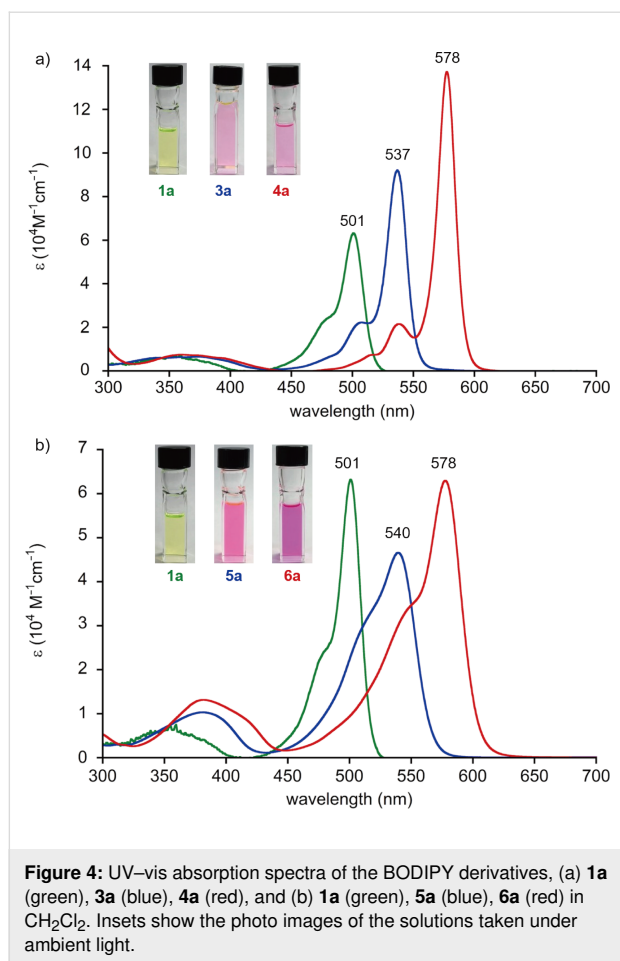 a)
14
12
10
8
6
4
2
0
ε (10⁴M⁻¹cm⁻¹)
1a 3a 4a
501
537
578
300 350 400 450 500 550 600 650 700
wavelength (nm)
b)
7
6
5
4
3
2
1
0
ε (10⁴ M⁻¹cm⁻¹)
1a 5a 6a
501
540
578
300 350 400 450 500 550 600 650 700
wavelength (nm)
Figure 4: UV–vis absorption spectra of the BODIPY derivatives, (a) 1a
(green), 3a (blue), 4a (red), and (b) 1a (green), 5a (blue), 6a (red) in
CH₂Cl₂. Insets show the photo images of the solutions taken under
ambient light.